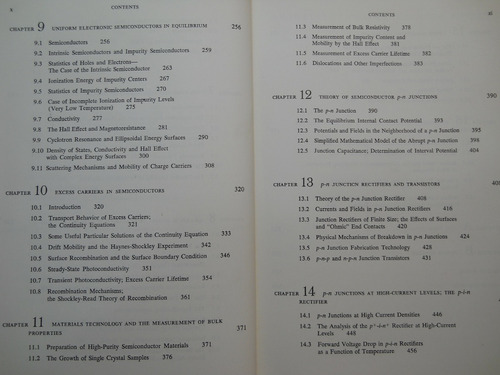 x
CONTENTS
CHAPTER 9 UNIFORM ELECTRONIC SEMICONDUCTORS IN EQUILIBRIUM 256
9.1 Semiconductors 256
9.2 Intrinsic Semiconductors and Impurity Semiconductors 259
9.3 Statistics of Holes and Electrons—
The Case of the Intrinsic Semiconductor 263
9.4 Ionization Energy of Impurity Centers 267
9.5 Statistics of Impurity Semiconductors 270
9.6 Case of Incomplete Ionization of Impurity Levels
(Very Low Temperature) 275
9.7 Conductivity 277
9.8 The Hall Effect and Magnetoresistance 281
9.9 Cyclotron Resonance and Ellipsoidal Energy Surfaces 290
9.10 Density of States, Conductivity and Hall Effect
with Complex Energy Surfaces 300
9.11 Scattering Mechanisms and Mobility of Charge Carriers 306
CHAPTER 10 EXCESS CARRIERS IN SEMICONDUCTORS 320
10.1 Introduction 320
10.2 Transport Behavior of Excess Carriers;
the Continuity Equations 321
10.3 Some Useful Particular Solutions of the Continuity Equation 333
10.4 Drift Mobility and the Haynes-Shockley Experiment 342
10.5 Surface Recombination and the Surface Boundary Condition 346
10.6 Steady-State Photoconductivity 351
10.7 Transient Photoconductivity; Excess Carrier Lifetime 354
10.8 Recombination Mechanisms;
the Shockley-Read Theory of Recombination 361
CHAPTER 11 MATERIALS TECHNOLOGY AND THE MEASUREMENT OF BULK
PROPERTIES 371
11.1 Preparation of High-Purity Semiconductor Materials 371
11.2 The Growth of Single Crystal Samples 376
CONTENTS
xi
11.3 Measurement of Bulk Resistivity 378
11.4 Measurement of Impurity Content and
Mobility by the Hall Effect 381
11.5 Measurement of Excess Carrier Lifetime 382
11.6 Dislocations and Other Imperfections 383
CHAPTER 12 THEORY OF SEMICONDUCTOR p-n JUNCTIONS 390
12.1 The p-n Junction 390
12.2 The Equilibrium Internal Contact Potential 393
12.3 Potentials and Fields in the Neighborhood of a p-n Junction 395
12.4 Simplified Mathematical Model of the Abrupt p-n Junction 398
12.5 Junction Capacitance; Determination of Internal Potential 404
CHAPTER 13 p-n JUNCTION RECTIFIERS AND TRANSISTORS 408
13.1 Theory of the p-n Junction Rectifier 408
13.2 Currents and Fields in p-n Junction Rectifiers 416
13.3 Junction Rectifiers of Finite Size; the Effects of Surfaces
and "Ohmic" End Contacts 420
13.4 Physical Mechanisms of Breakdown in p-n Junctions 424
13.5 p-n Junction Fabrication Technology 428
13.6 p-n-p and n-p-n Junction Transistors 431
CHAPTER 14 p-n JUNCTIONS AT HIGH-CURRENT LEVELS; THE p-i-n
RECTIFIER
14.1 p-n Junctions at High Current Densities 446
14.2 The Analysis of the p⁺-i-n⁺ Rectifier at High-Current
Levels 448
14.3 Forward Voltage Drop in p-i-n Rectifiers
as a Function of Temperature 456